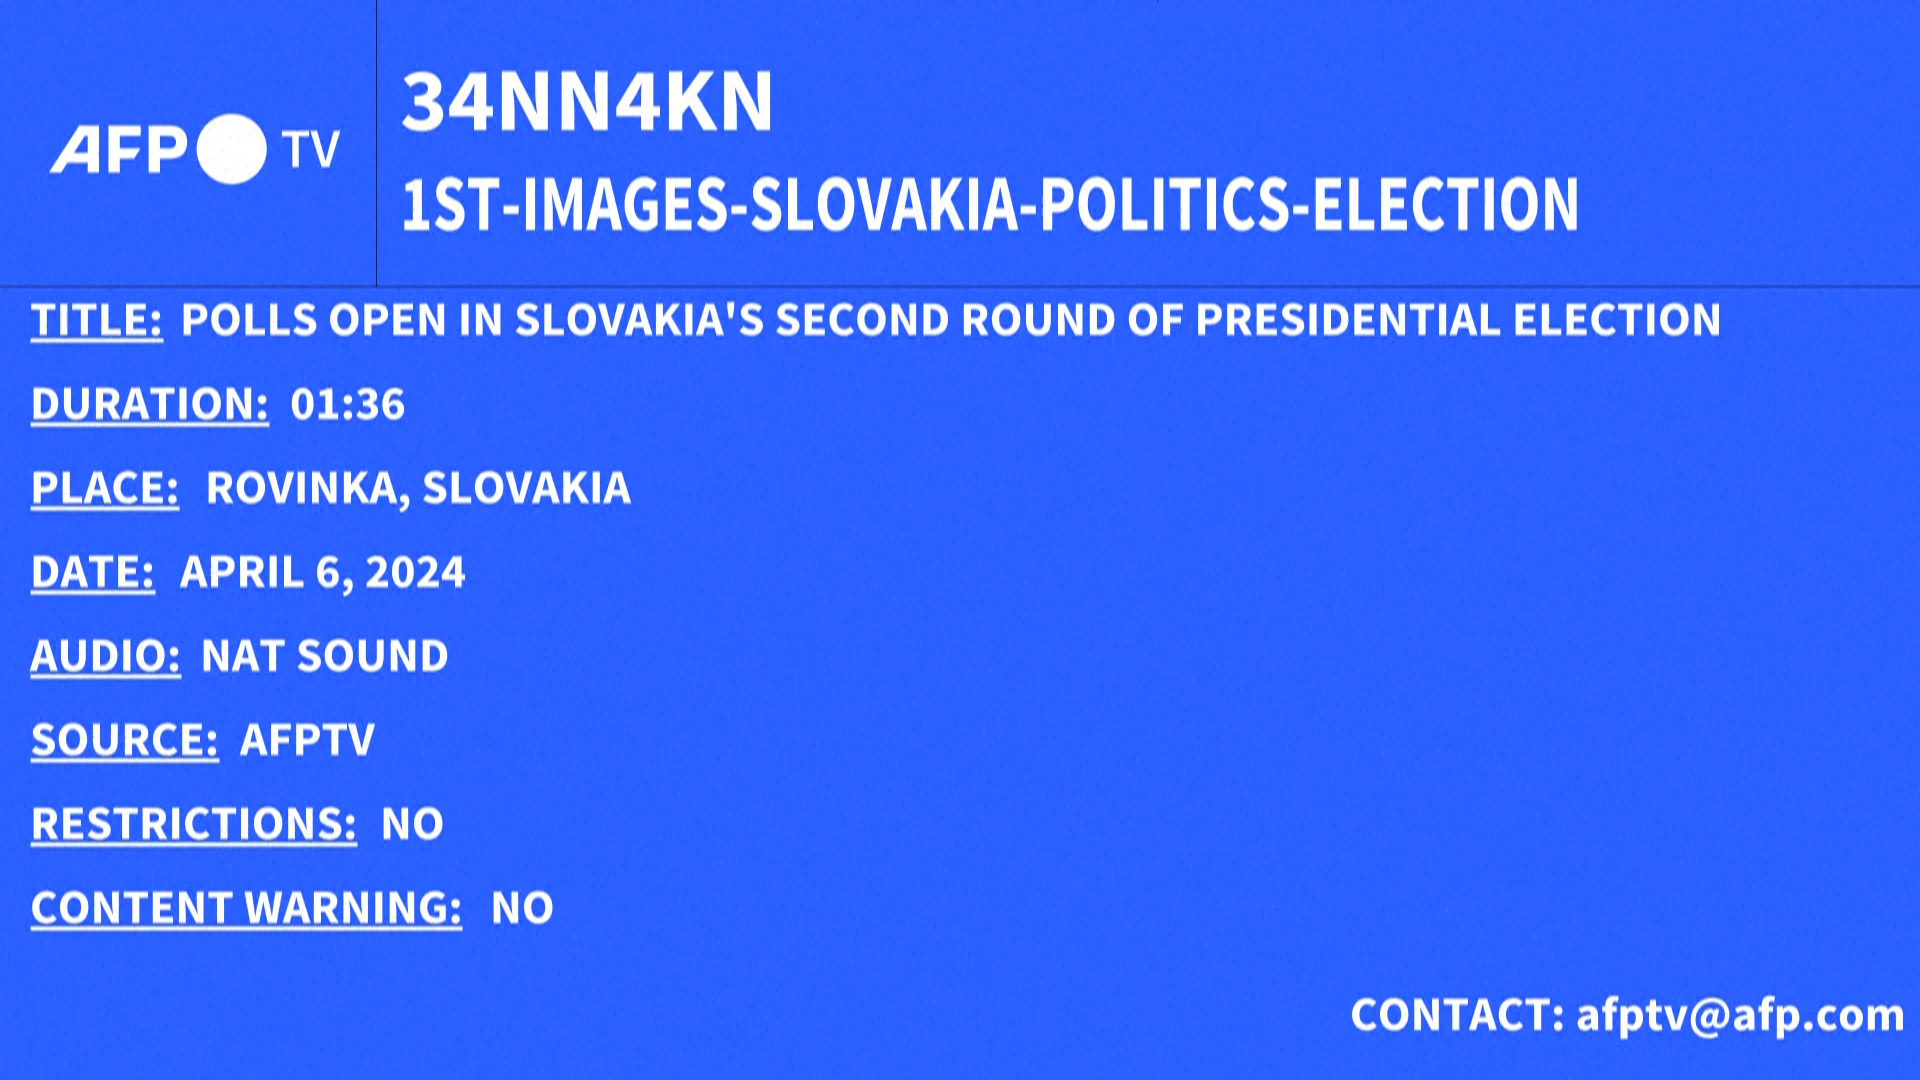 AFP TV
34NN4KN
1ST-IMAGES-SLOVAKIA-POLITICS-ELECTION
TITLE: POLLS OPEN IN SLOVAKIA'S SECOND ROUND OF PRESIDENTIAL ELECTION
DURATION: 01:36
PLACE: ROVINKA, SLOVAKIA
DATE: APRIL 6, 2024
AUDIO: NAT SOUND
SOURCE: AFPTV
RESTRICTIONS: NO
CONTENT WARNING: NO
CONTACT: afptv@afp.com